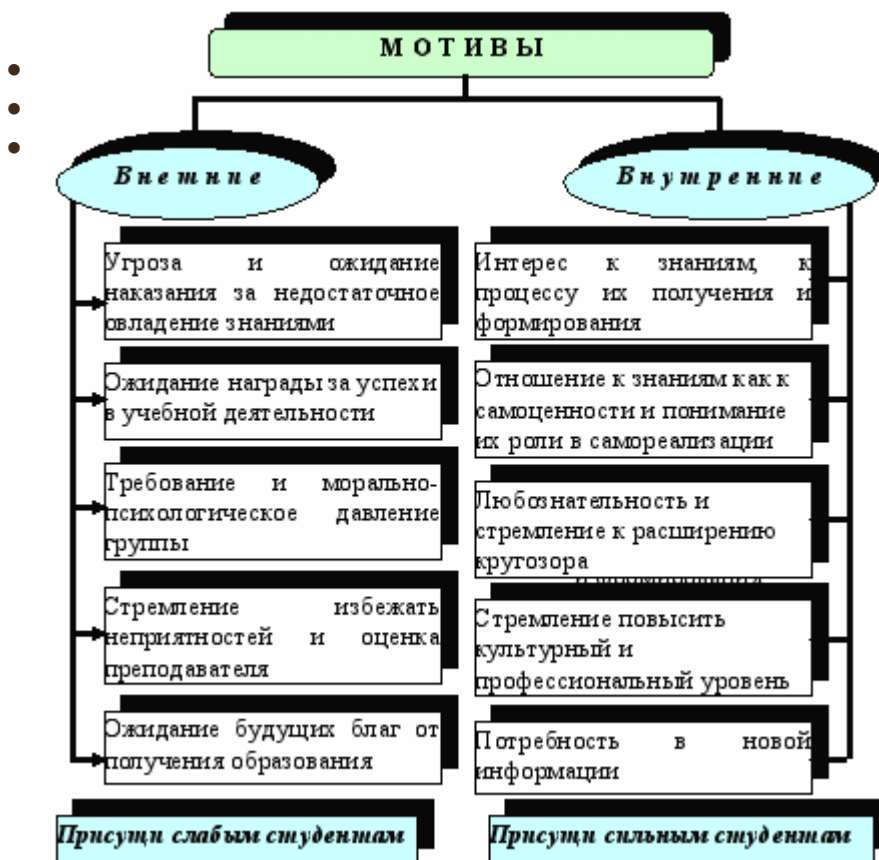 МОТИВЫ
Внешние
Внутренние
Угроза и ожидание
наказания за недостаточное
овладение знаниями
Ожидание награды за успехи
в учебной деятельности
Требование и морально-
психологическое давление
группы
Стремление избежать
неприятностей и оценка
преподавателя
Ожидание будущих благ от
получения образования
Присущи слабым студентам
Интерес к знаниям, к
процессу их получения и
формирования
Отношение к знаниям как к
самоценности и понимание
их роли в самореализации
Любознательность и
стремление к расширению
кругозора
Стремление повысить
культурный и
профессиональный уровень
Потребность в новой
информации
Присущи сильным студентам